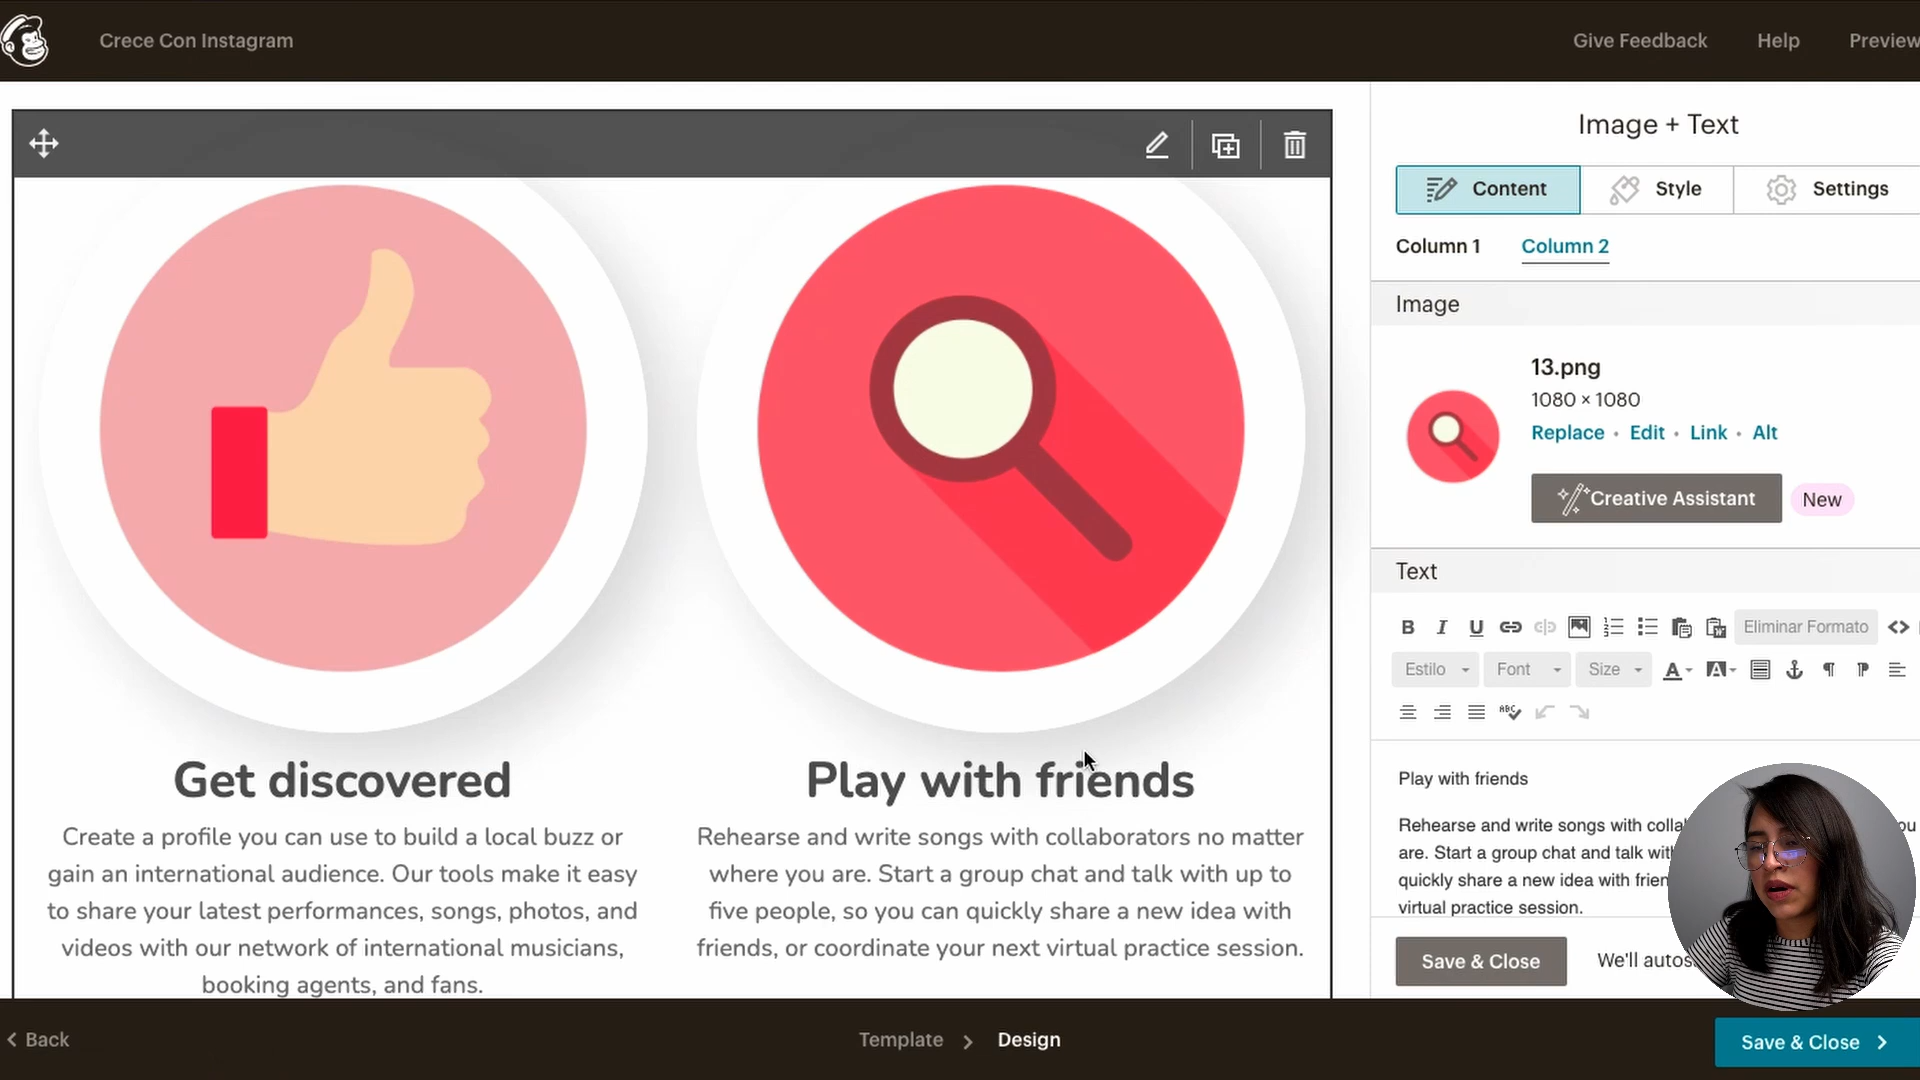 Crece Con Instagram
Give Feedback
Help
Preview
Image + Text
Content
Style
Settings
Column 1
Column 2
Image
13.png
1080 × 1080
Replace • Edit • Link • Alt
Creative Assistant
New
Text
B I U
Eliminar Formato
Estilo
Font
Size
A
A
ABC
Play with friends
Rehearse and write songs with
you
are. Start a group chat and talk
quickly share a new idea with
virtual practice session.
Save & Close
We'll
Get discovered
Create a profile you can use to build a local buzz or
gain an international audience. Our tools make it easy
to share your latest performances, songs, photos, and
videos with our network of international musicians,
booking agents, and fans.
Play with friends
Rehearse and write songs with collaborators no matter
where you are. Start a group chat and talk with up to
five people, so you can quickly share a new idea with
friends, or coordinate your next virtual practice session.
Back
Template
Design
Save & Close